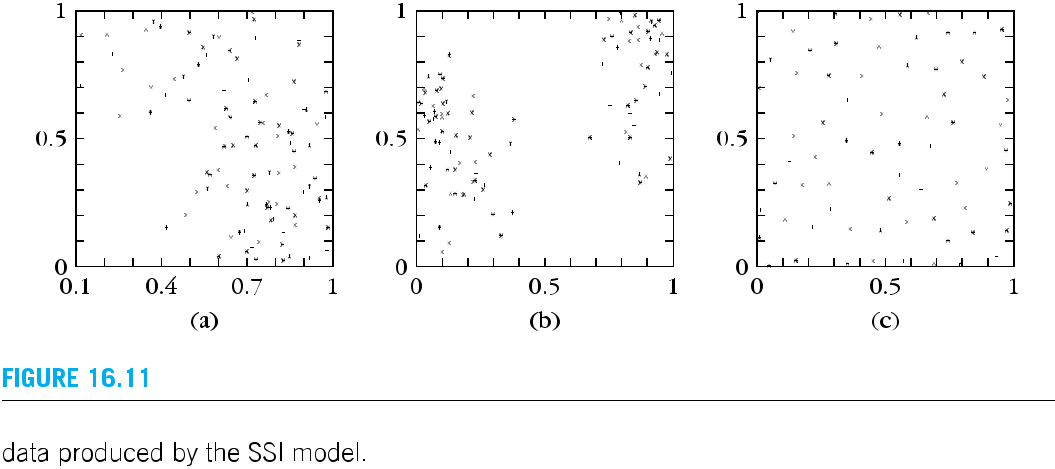 1 1 1
0.5 0.5 0.5
0 0 0
0.1 0.4 0.7 1 0 0.5 1 0 0.5 1
(a) (b) (c)
FIGURE 16.11
data produced by the SSI model.